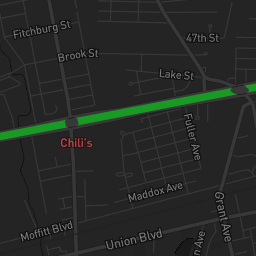 Fitchburg St
47th St
Brook St
Lake St
Fuller Ave
Chili's
Maddox Ave
Grant Ave
Moffitt Blvd
Union Blvd
n Ave